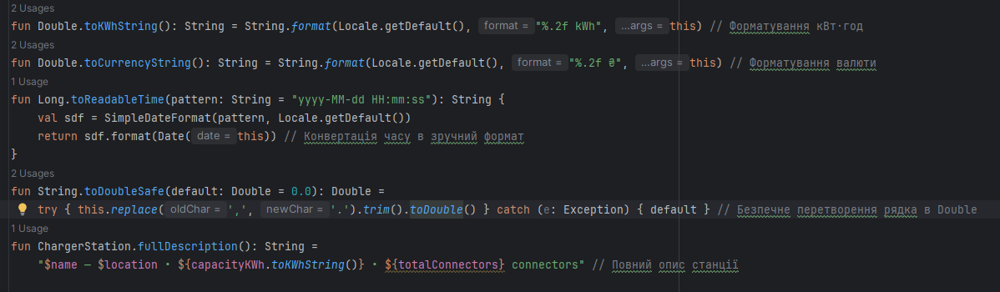 2 Usages
fun Double.toKWhString(): String = String.format(Locale.getDefault(), format = "%.2f kWh", ...args = this) // Форматування кВт·год
2 Usages
fun Double.toCurrencyString(): String = String.format(Locale.getDefault(), format = "%.2f ₴", ...args = this) // Форматування валюти
1 Usage
fun Long.toReadableTime(pattern: String = "yyyy-MM-dd HH:mm:ss"): String {
val sdf = SimpleDateFormat(pattern, Locale.getDefault())
return sdf.format(Date( date = this)) // Конвертація часу в зручний формат
}
2 Usages
fun String.toDoubleSafe(default: Double = 0.0): Double =
try { this.replace( oldChar = ',', newChar = '.').trim().toDouble() } catch (e: Exception) { default } // Безпечне перетворення рядка в Double
1 Usage
fun ChargerStation.fullDescription(): String =
"$name — $location • ${capacityKWh.toKWhString()} • ${totalConnectors} connectors" // Повний опис станції